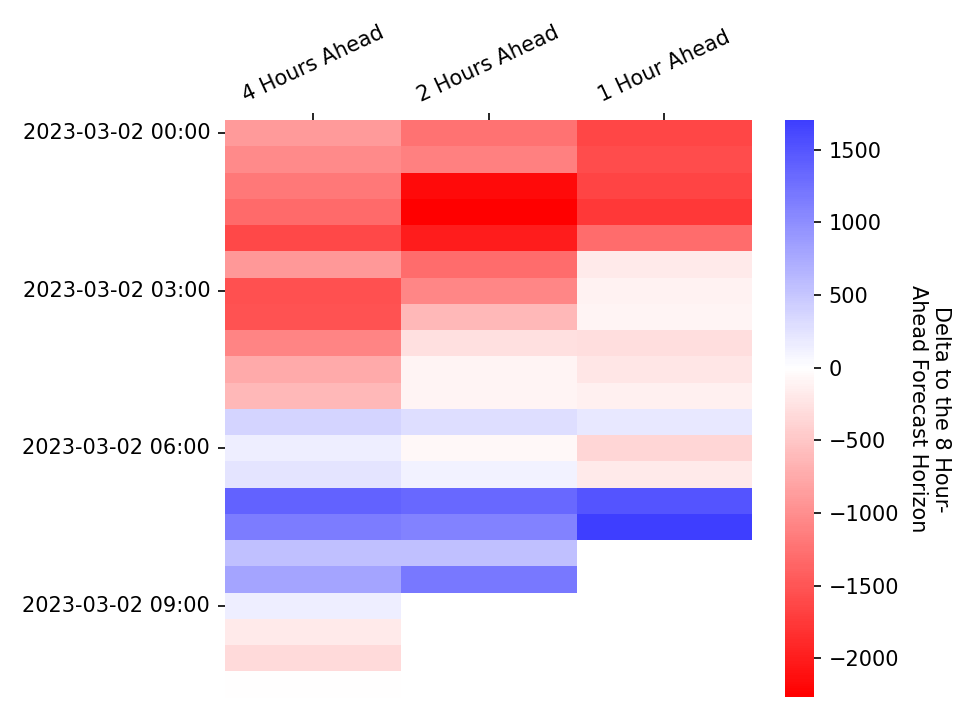 4 Hours Ahead
2 Hours Ahead
1 Hour Ahead
2023-03-02 00:00
2023-03-02 03:00
2023-03-02 06:00
2023-03-02 09:00
1500
1000
500
0
−500
−1000
−1500
−2000
Delta to the 8 Hour-
Ahead Forecast Horizon